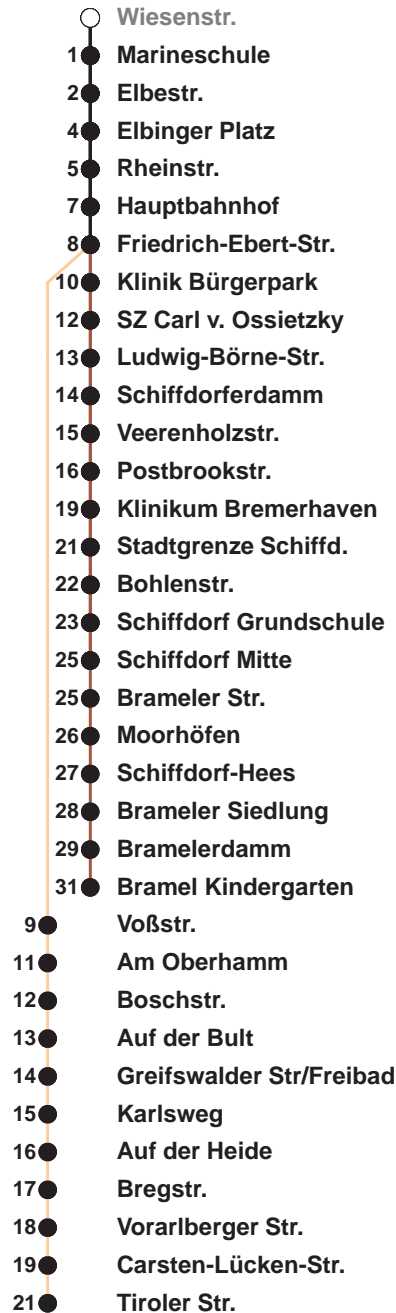 Wiesenstr.
1 Marineschule
2 Elbestr.
4 Elbinger Platz
5 Rheinstr.
7 Hauptbahnhof
8 Friedrich-Ebert-Str.
10 Klinik Bürgerpark
12 SZ Carl v. Ossietzky
13 Ludwig-Börne-Str.
14 Schiffdorferdamm
15 Veerenholzstr.
16 Postbrookstr.
19 Klinikum Bremerhaven
21 Stadtgrenze Schiffd.
22 Bohlenstr.
23 Schiffdorf Grundschule
25 Schiffdorf Mitte
25 Brameler Str.
26 Moorhöfen
27 Schiffdorf-Hees
28 Brameler Siedlung
29 Bramelerdamm
31 Bramel Kindergarten
9 Voßstr.
11 Am Oberhamm
12 Boschstr.
13 Auf der Bult
14 Greifswalder Str/Freibad
15 Karlsweg
16 Auf der Heide
17 Bregstr.
18 Vorarlberger Str.
19 Carsten-Lücken-Str.
21 Tiroler Str.